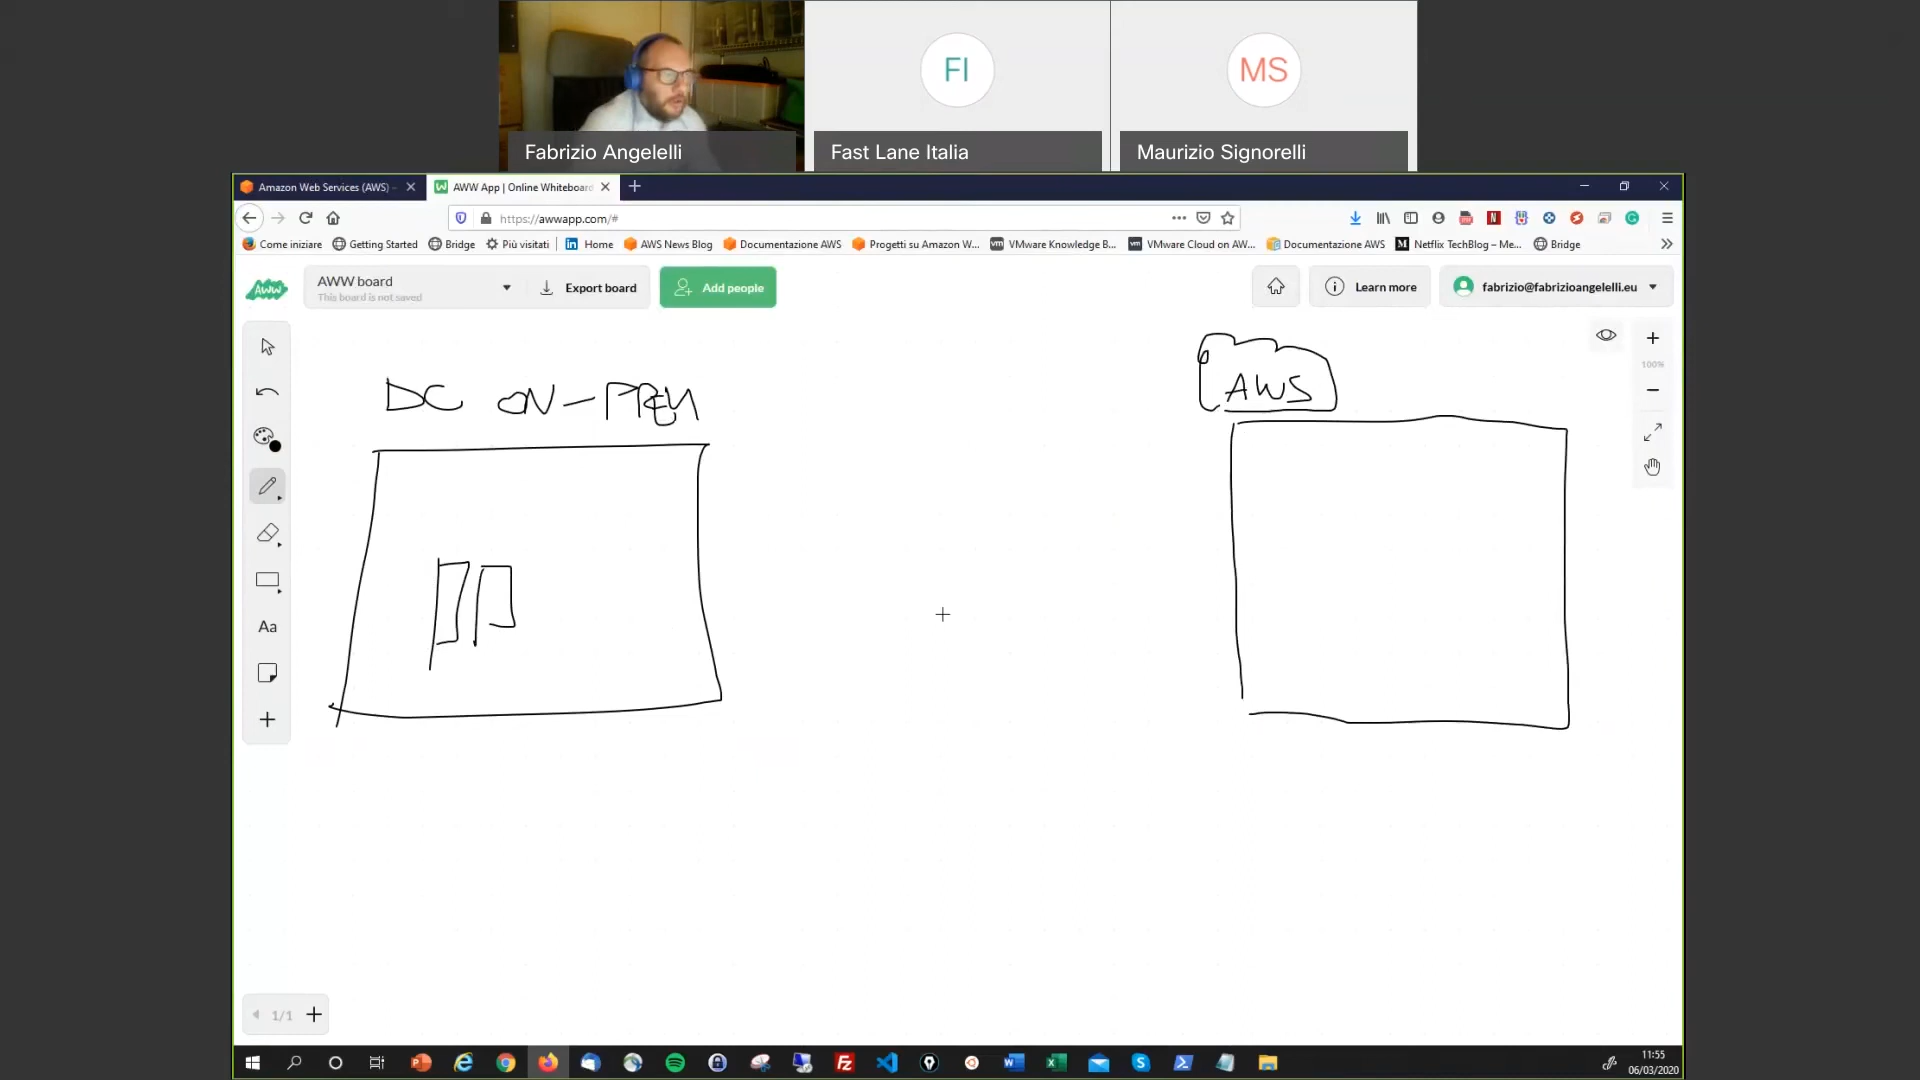 FI
MS
Fabrizio Angelelli
Fast Lane Italia
Maurizio Signorelli
Amazon Web Services (AWS) -
AWW App | Online Whiteboard
https://awwapp.com/#
Come iniziare
Getting Started
Bridge
Più visitati
Home
AWS News Blog
Documentazione AWS
Progetti su Amazon W...
VMware Knowledge B...
VMware Cloud on AW...
Documentazione AWS
Netflix TechBlog – Me...
Bridge
AWW
AWW board
This board is not saved
Export board
Add people
Learn more
fabrizio@fabrizioangelelli.eu
100%
DC ON-PREM
AWS
Aa
1/1
11:55
06/03/2020